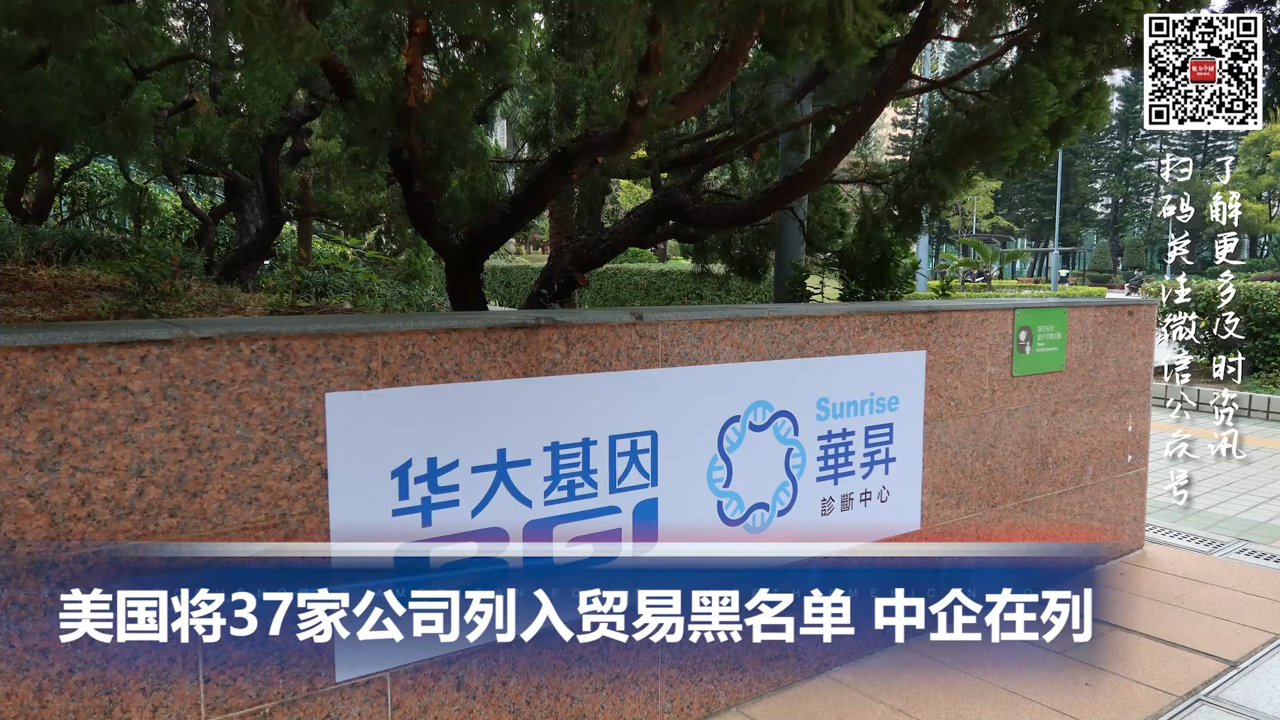 了解更多及时资讯
扫码关注微信公众号
华大基因
BGI
Sunrise
華昇
診斷中心
美国将37家公司列入贸易黑名单 中企在列